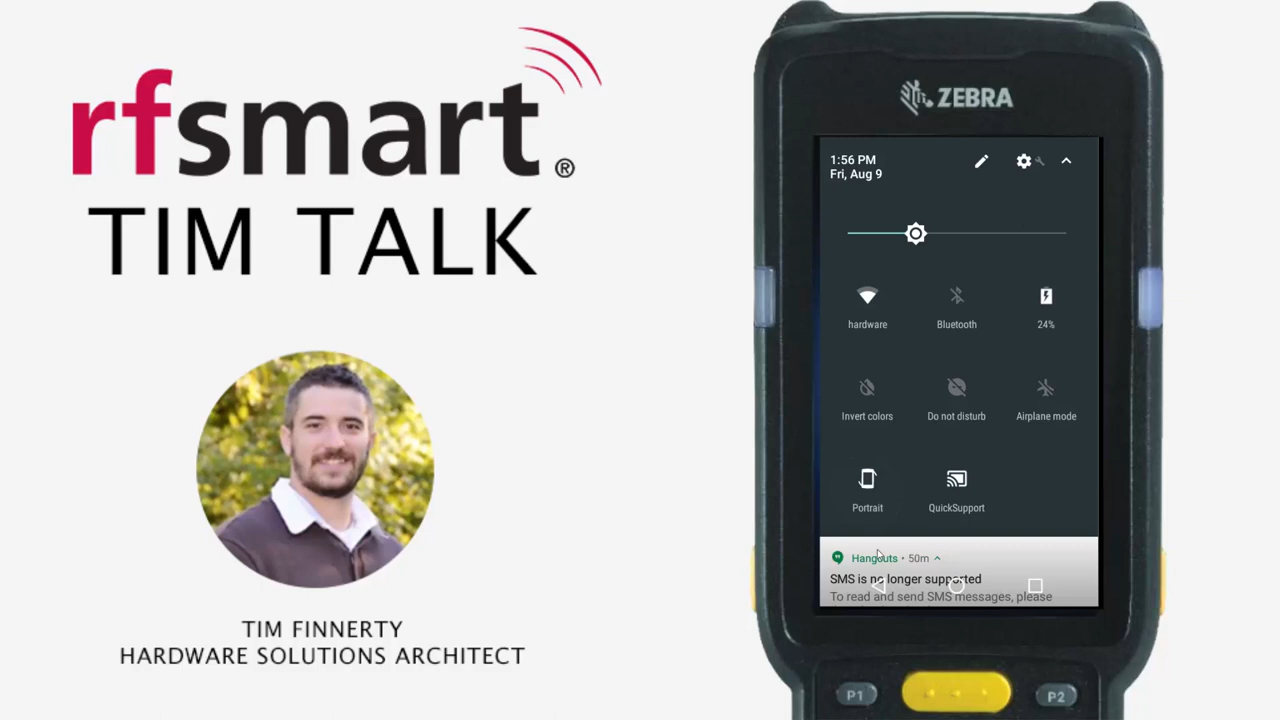 rfsmart®
TIM TALK
TIM FINNERTY
HARDWARE SOLUTIONS ARCHITECT
ZEBRA
1:56 PM
Fri, Aug 9
hardware
Bluetooth
24%
Invert colors
Do not disturb
Airplane mode
Portrait
QuickSupport
Hangouts • 50m
SMS is no longer supported
To read and send SMS messages, please
P1
P2